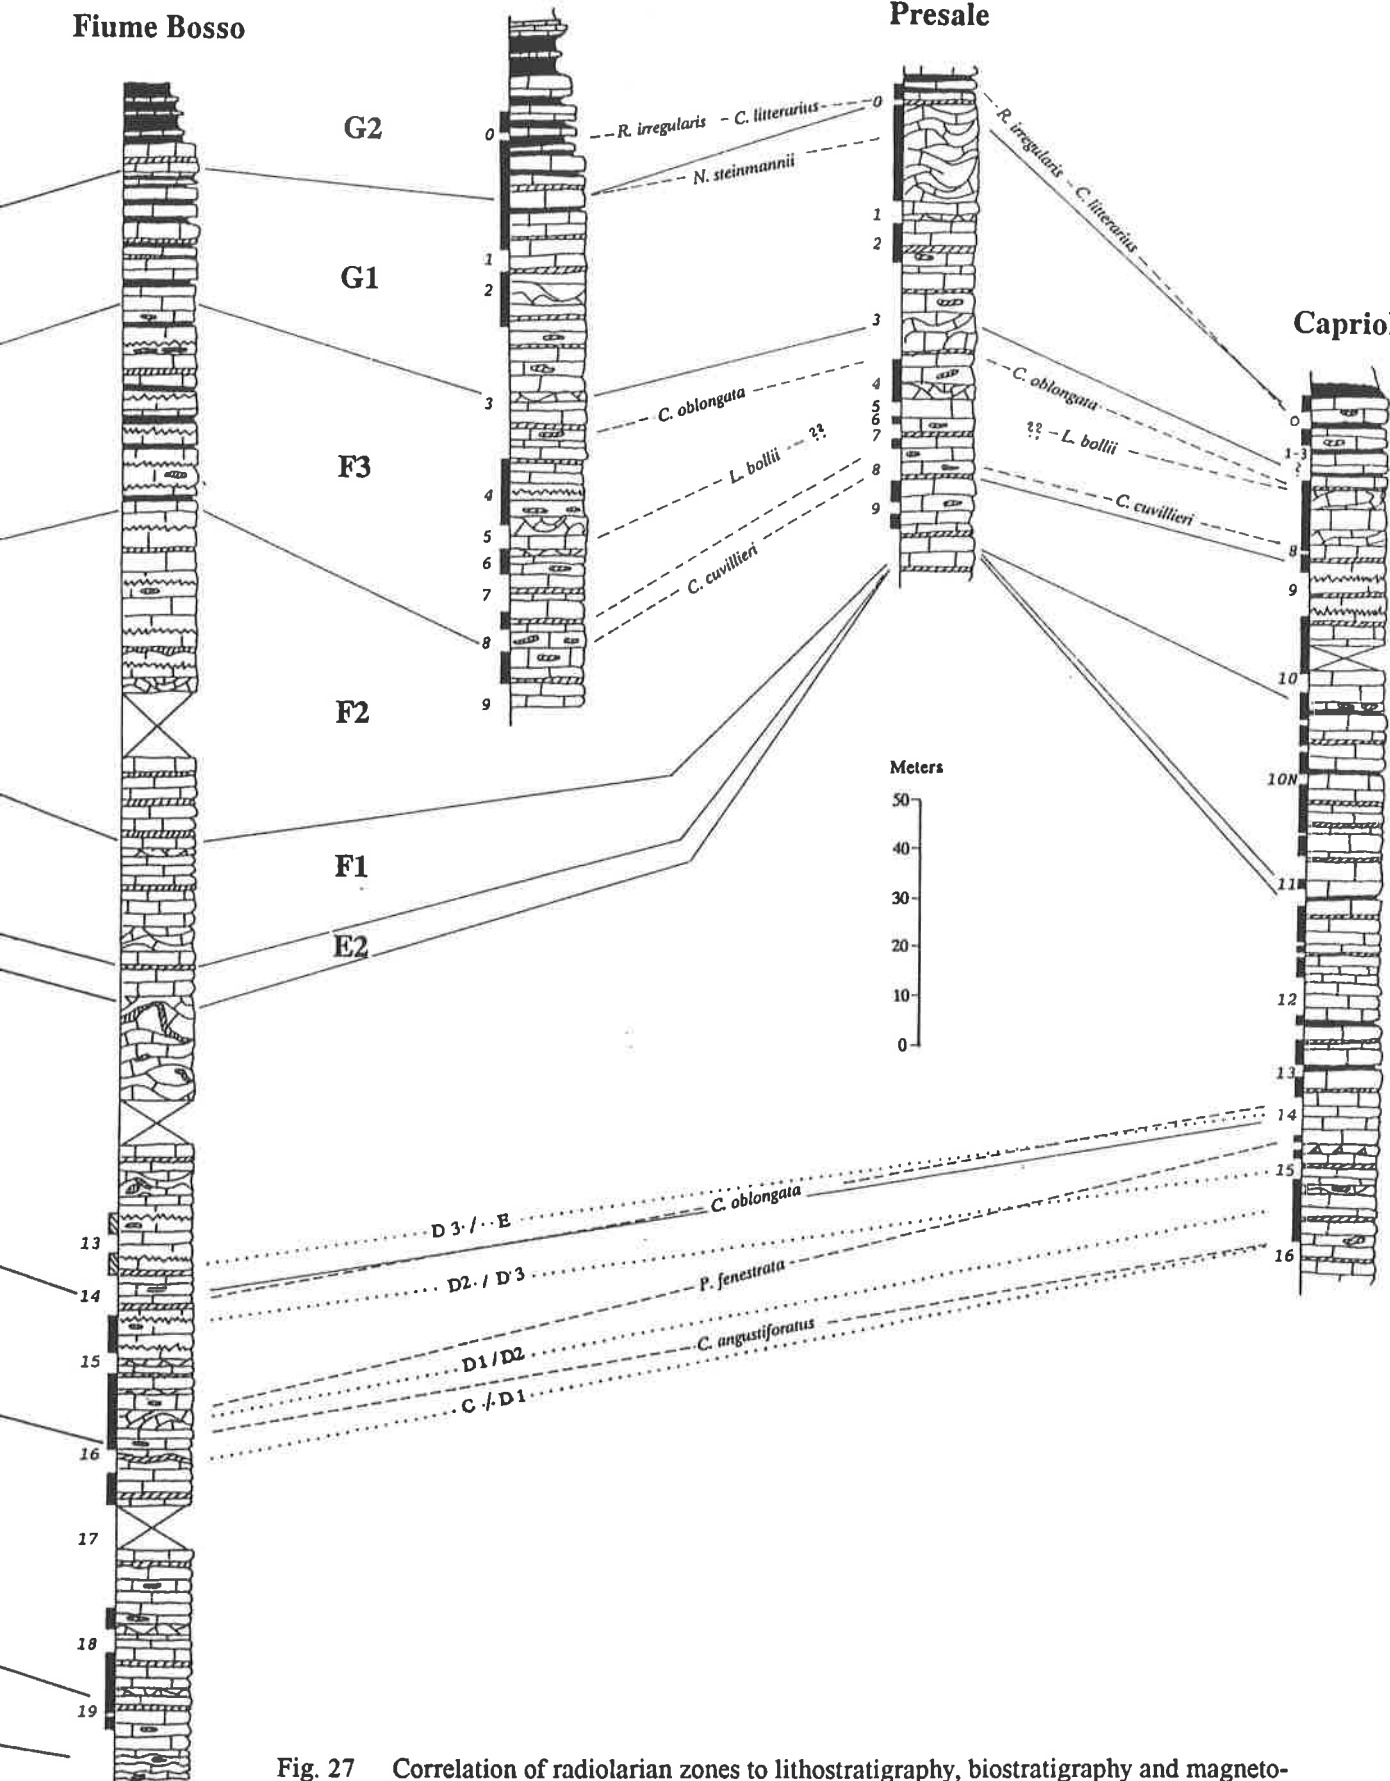 Fiume Bosso
Presale
G2
G1
F3
F2
F1
E2
0
1
2
3
4
5
6
7
8
9
R. irregularis - C. litterarius
N. steinmannii
C. oblongata
L. bollii ??
C. cuvillieri
0
1
2
3
4
5
6
7
8
9
R. irregularis - C. litterarius
C. oblongata
?? L. bollii
C. cuvillieri
0
1-3
?
8
9
10
10N
11
12
13
14
15
16
Meters
50
40
30
20
10
0
D 3 / E
C. oblongata
D2 / D 3
P. fenestrata
D1 / D2
C. angustiforatus
C / D 1
13
14
15
16
17
18
19
Fig. 27 Correlation of radiolarian zones to lithostratigraphy, biostratigraphy and magneto-